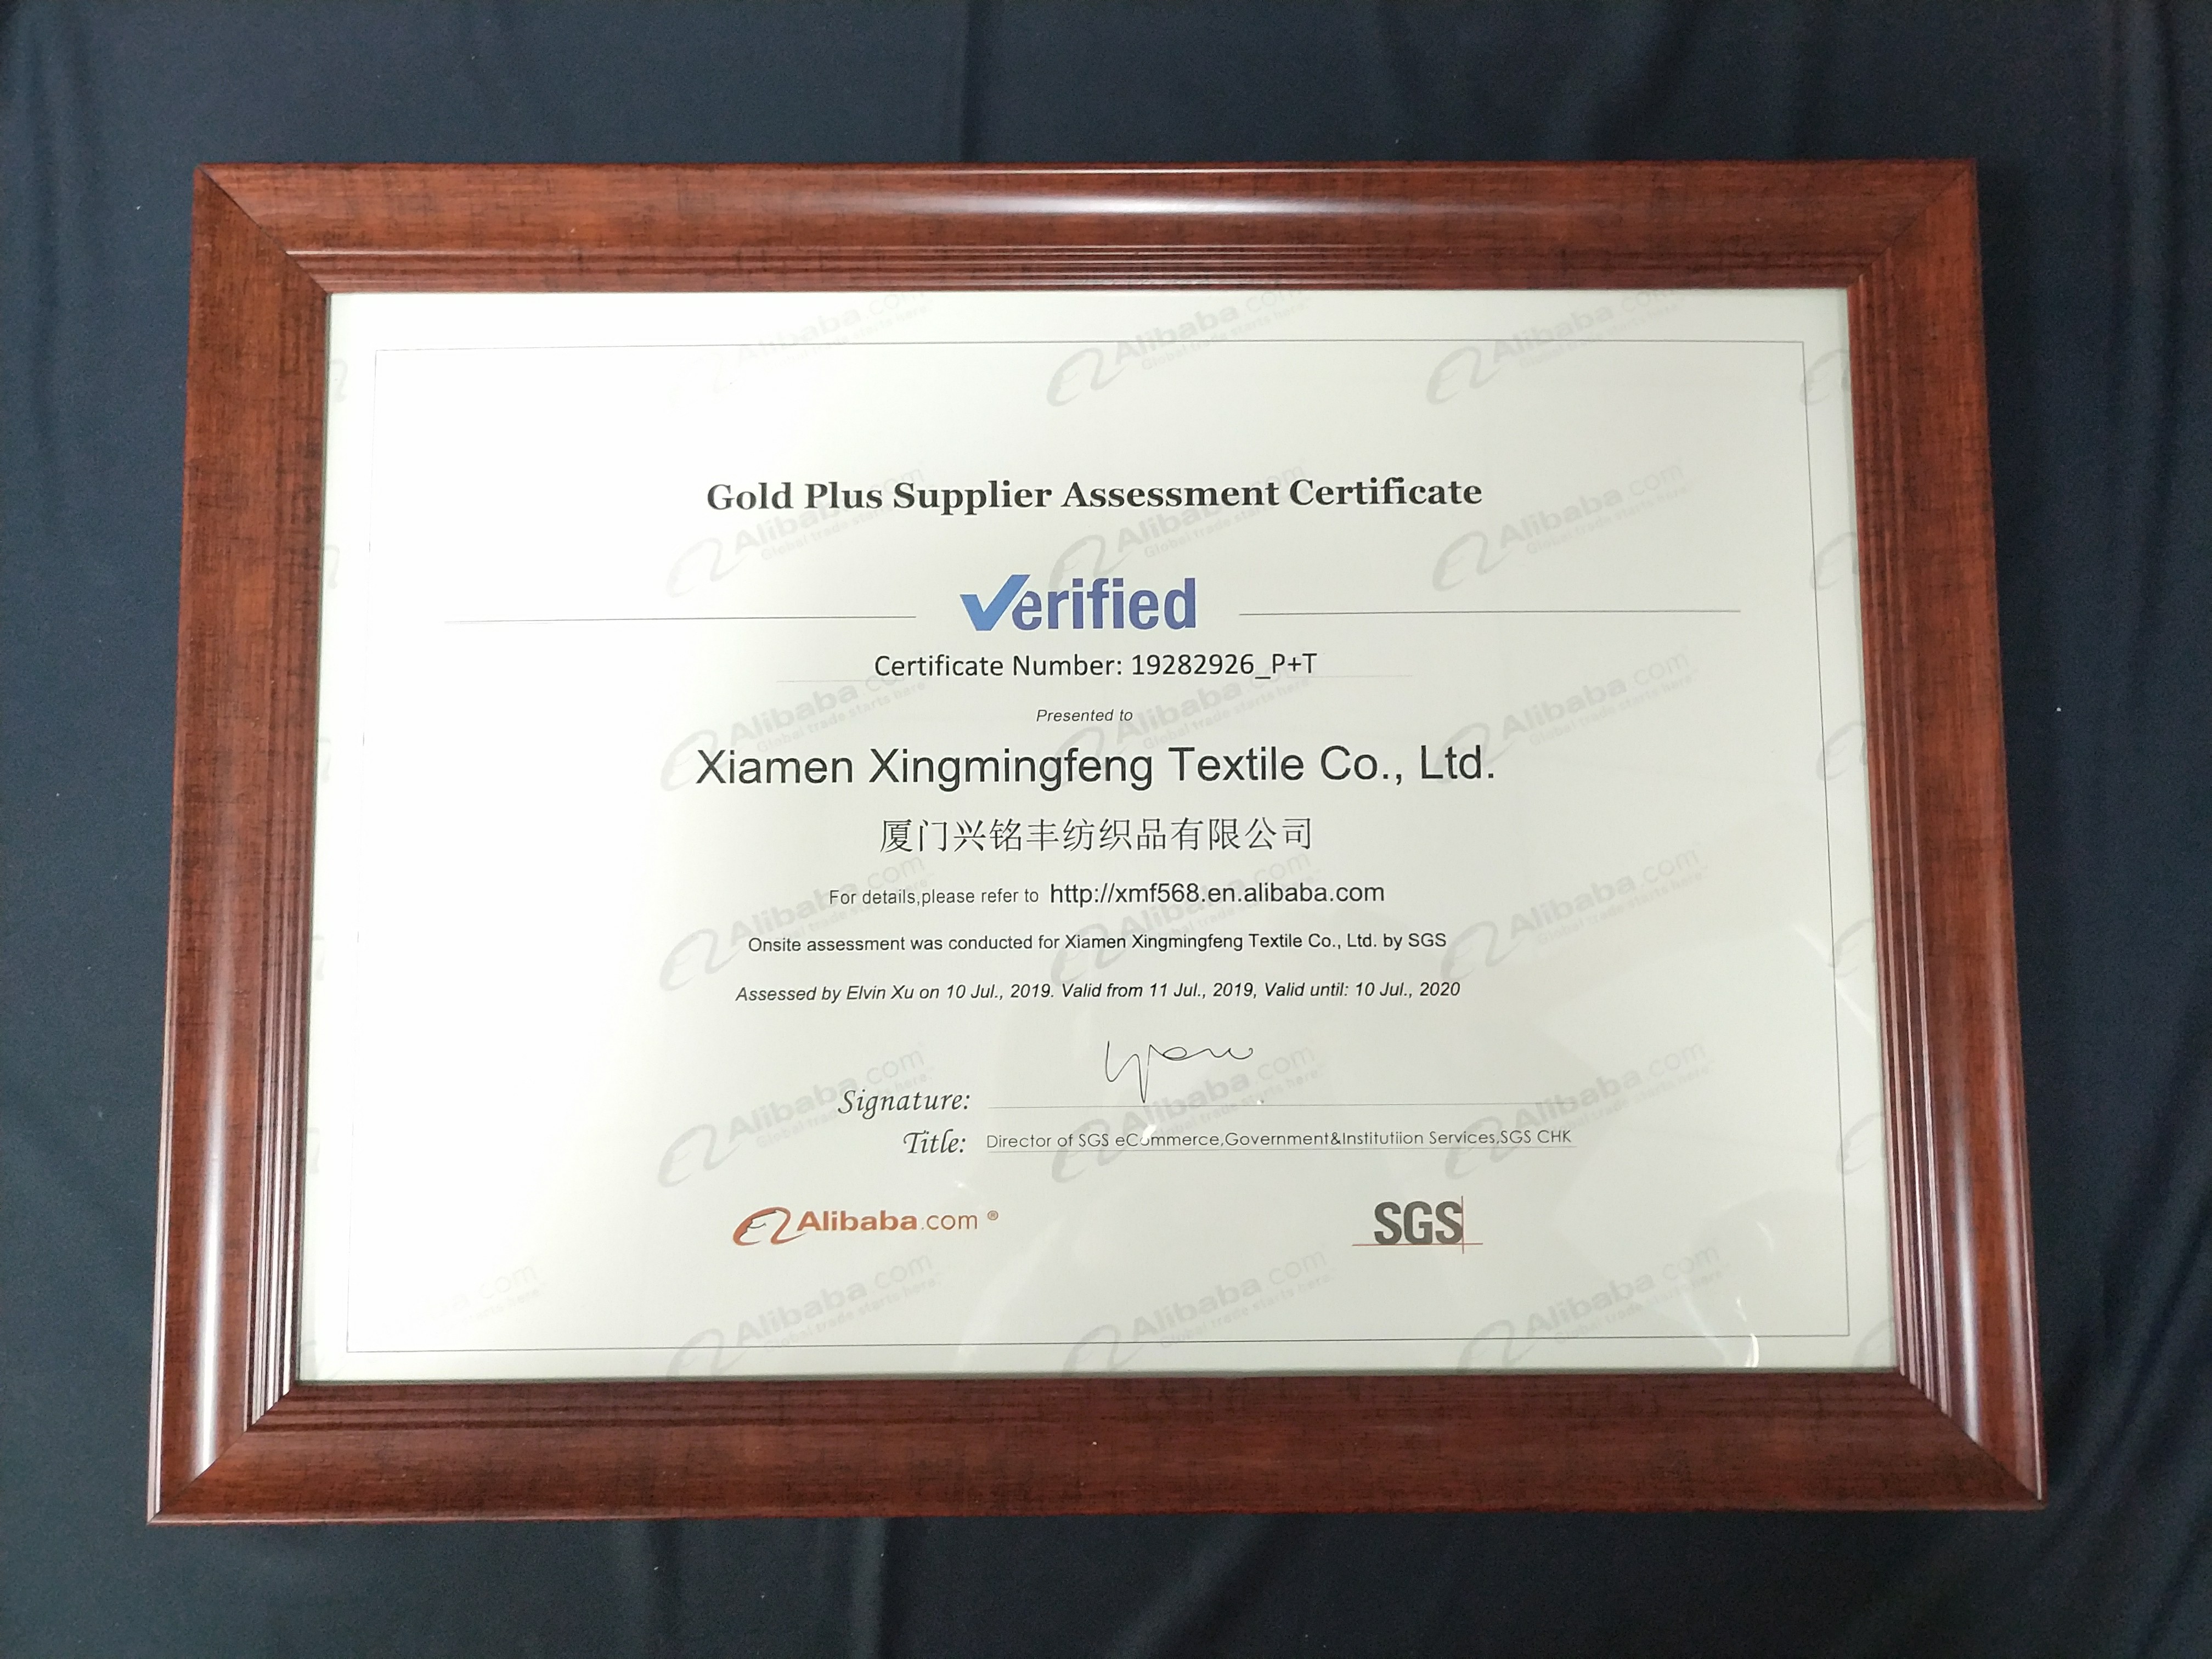 Gold Plus Supplier Assessment Certificate
Verified
Certificate Number: 19282926_P+T
Presented to
Xiamen Xingmingfeng Textile Co., Ltd.
厦门兴铭丰纺织品有限公司
For details,please refer to http://xmf568.en.alibaba.com
Onsite assessment was conducted for Xiamen Xingmingfeng Textile Co., Ltd. by SGS
Assessed by Elvin Xu on 10 Jul., 2019. Valid from 11 Jul., 2019, Valid until: 10 Jul., 2020
Signature:
Title: Director of SGS eCommerce,Government&Institutiion Services,SGS CHK
Alibaba.com ®
SGS